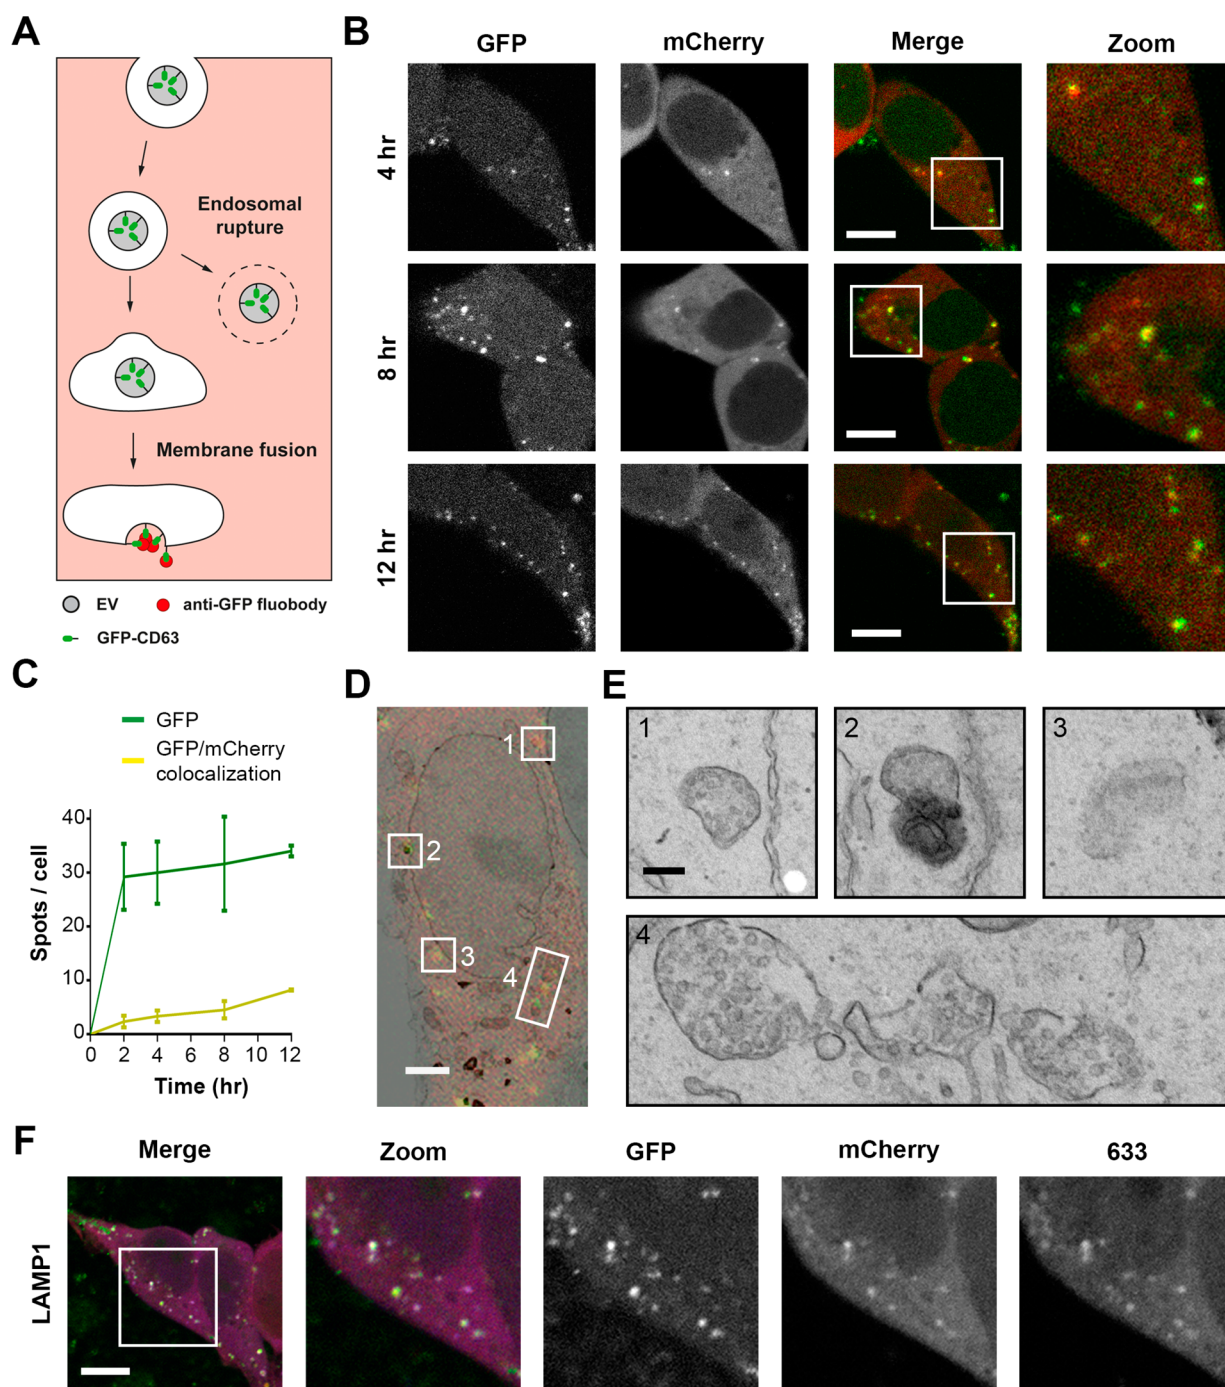 A
Endosomal
rupture
Membrane fusion
EV
anti-GFP fluobody
GFP-CD63
B
GFP
mCherry
Merge
Zoom
4 hr
8 hr
12 hr
C
GFP
GFP/mCherry
colocalization
Spots / cell
40
30
20
10
0
0
2
4
6
8
10
12
Time (hr)
D
1
2
3
4
E
1
2
3
4
F
Merge
Zoom
GFP
mCherry
633
LAMP1